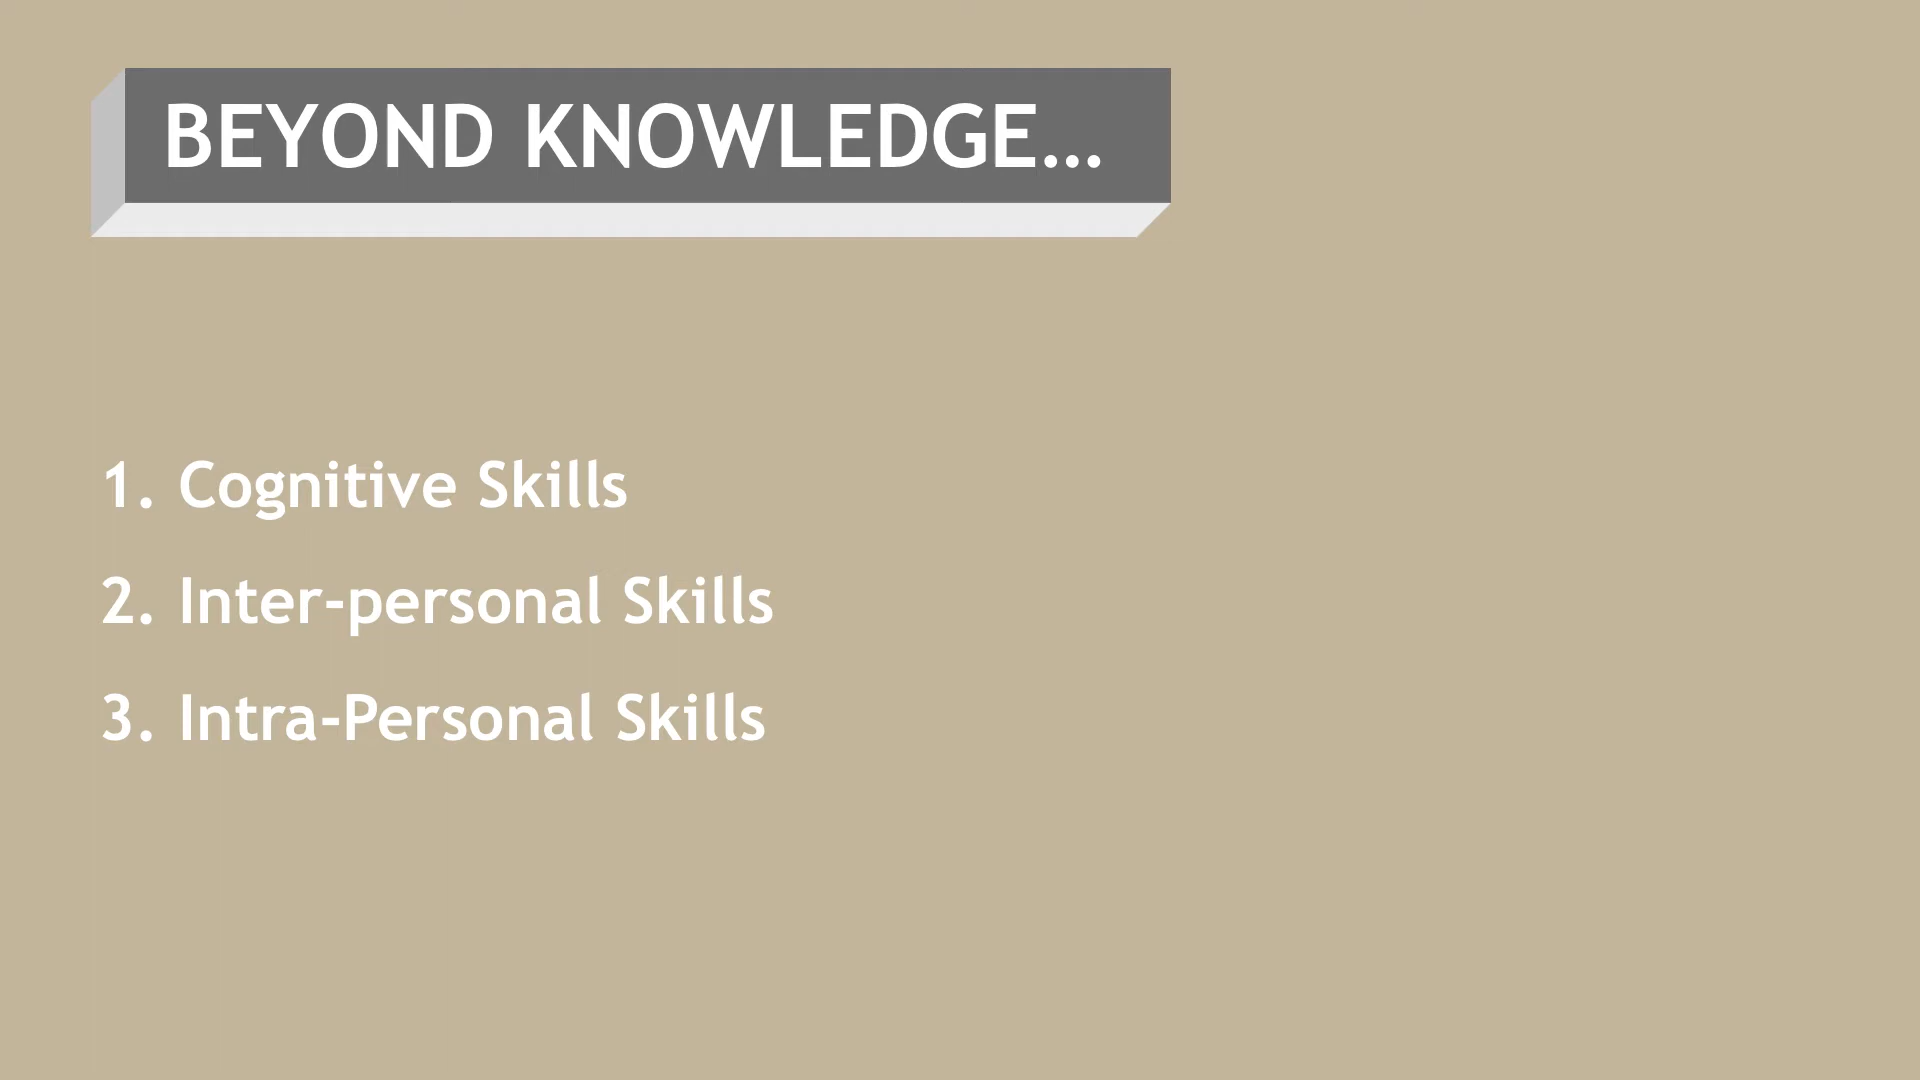 BEYOND KNOWLEDGE...
1. Cognitive Skills
2. Inter-personal Skills
3. Intra-Personal Skills